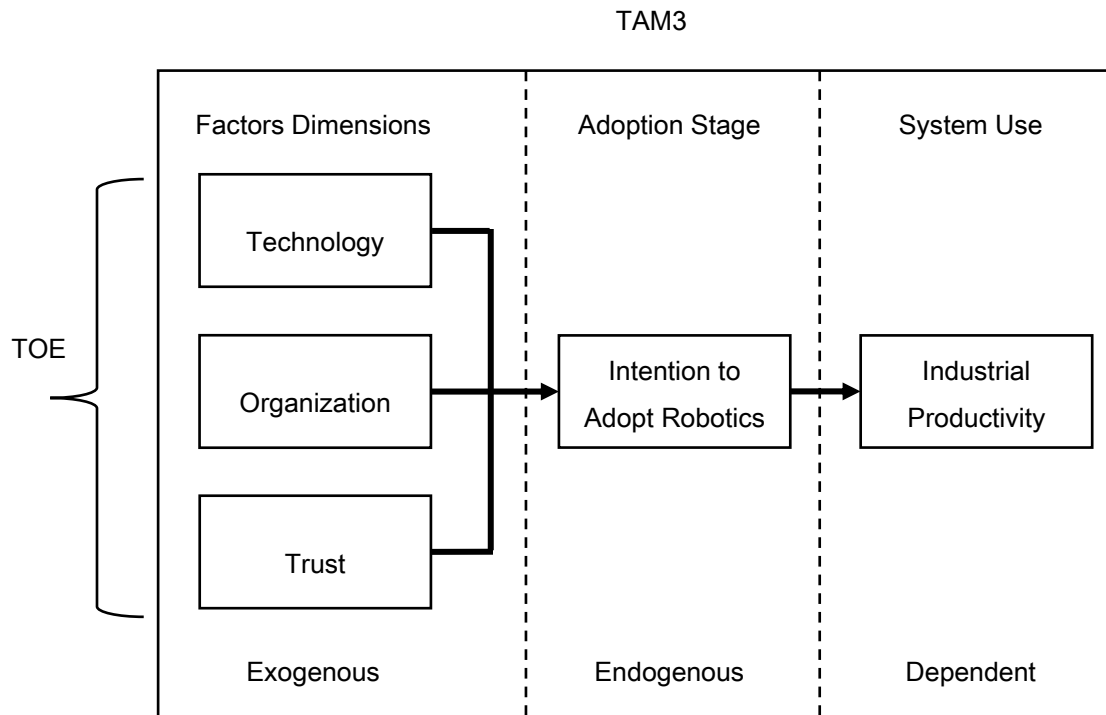 TAM3
Factors Dimensions
Adoption Stage
System Use
Technology
TOE
Organization
Intention to
Adopt Robotics
Industrial
Productivity
Trust
Exogenous
Endogenous
Dependent